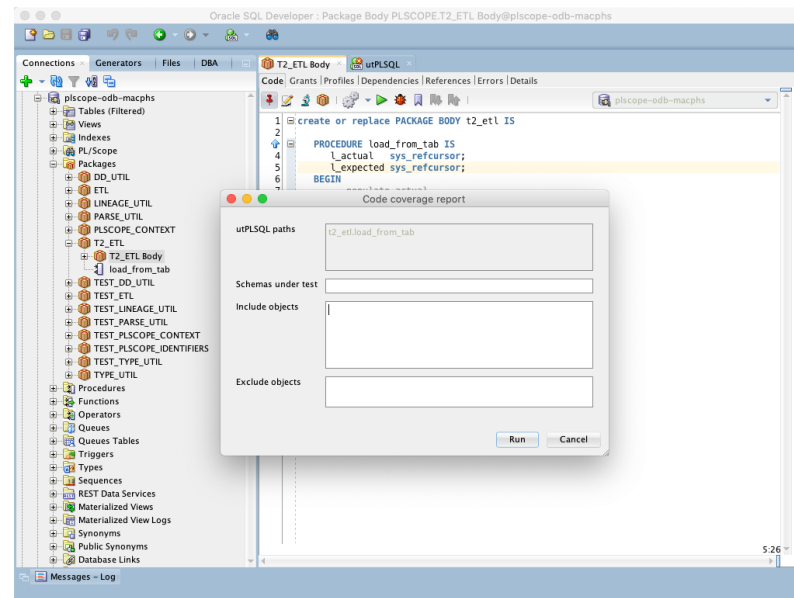 Oracle SQL Developer : Package Body PLSCOPE.T2_ETL Body@plscope-odb-macphs
Connections
Generators
Files
DBA
T2_ETL Body
utPLSQL
Code Grants Profiles Dependencies References Errors Details
plscope-odb-macphs
plscope-odb-macphs
Tables (Filtered)
Views
Indexes
PL/Scope
Packages
DD_UTIL
ETL
LINEAGE_UTIL
PARSE_UTIL
PLSCOPE_CONTEXT
T2_ETL
T2_ETL Body
load_from_tab
TEST_DD_UTIL
TEST_ETL
TEST_LINEAGE_UTIL
TEST_PARSE_UTIL
TEST_PLSCOPE_CONTEXT
TEST_PLSCOPE_IDENTIFIERS
TEST_TYPE_UTIL
TYPE_UTIL
Procedures
Functions
Operators
Queues
Queues Tables
Triggers
Types
Sequences
REST Data Services
Materialized Views
Materialized View Logs
Synonyms
Public Synonyms
Database Links
1 create or replace PACKAGE BODY t2_etl IS
2
PROCEDURE load_from_tab IS
4 l_actual sys_refcursor;
5 l_expected sys_refcursor;
6 BEGIN
Code coverage report
utPLSQL paths
t2_etl.load_from_tab
Schemas under test
Include objects
Exclude objects
Run
Cancel
5:26
Messages - Log